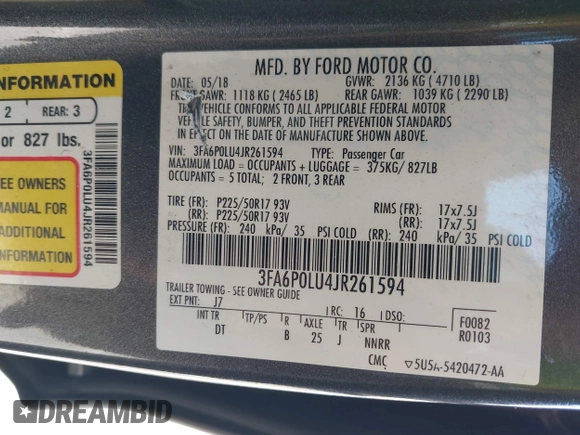 NFORMATION
2 REAR: 3
or 827 lbs.
EE OWNERS
MANUAL FOR
ADDITIONAL
INFORMATION
3FA6P0LU4JR261594
MFD. BY FORD MOTOR CO.
DATE: 05/18 GVWR: 2136 KG ( 4710 LB)
FRONT GAWR: 1118 KG ( 2465 LB) REAR GAWR: 1039 KG ( 2290 LB)
THIS VEHICLE CONFORMS TO ALL APPLICABLE FEDERAL MOTOR
VEHICLE SAFETY, BUMPER, AND THEFT PREVENTION STANDARDS
IN EFFECT ON THE DATE OF MANUFACTURE SHOWN ABOVE.
VIN: 3FA6P0LU4JR261594 TYPE: Passenger Car
MAXIMUM LOAD = OCCUPANTS + LUGGAGE = 375KG/ 827LB
OCCUPANTS = 5 TOTAL; 2 FRONT, 3 REAR
TIRE (FR): P225/50R17 93V RIMS (FR): 17x7.5J
(RR): P225/50R17 93V (RR): 17x7.5J
PRESSURE (FR): 240 kPa/ 35 PSI COLD (RR): 240 kPa/ 35 PSI COLD
3FA6P0LU4JR261594
TRAILER TOWING - SEE OWNER GUIDE
EXT PNT: J7 RC: 16 DSO: F0082
INT TR TP/PS R AXLE TR SPR R0103
DT B 25 J NNRR
CMC ▽5U5A-5420472-AA
DREAMBID